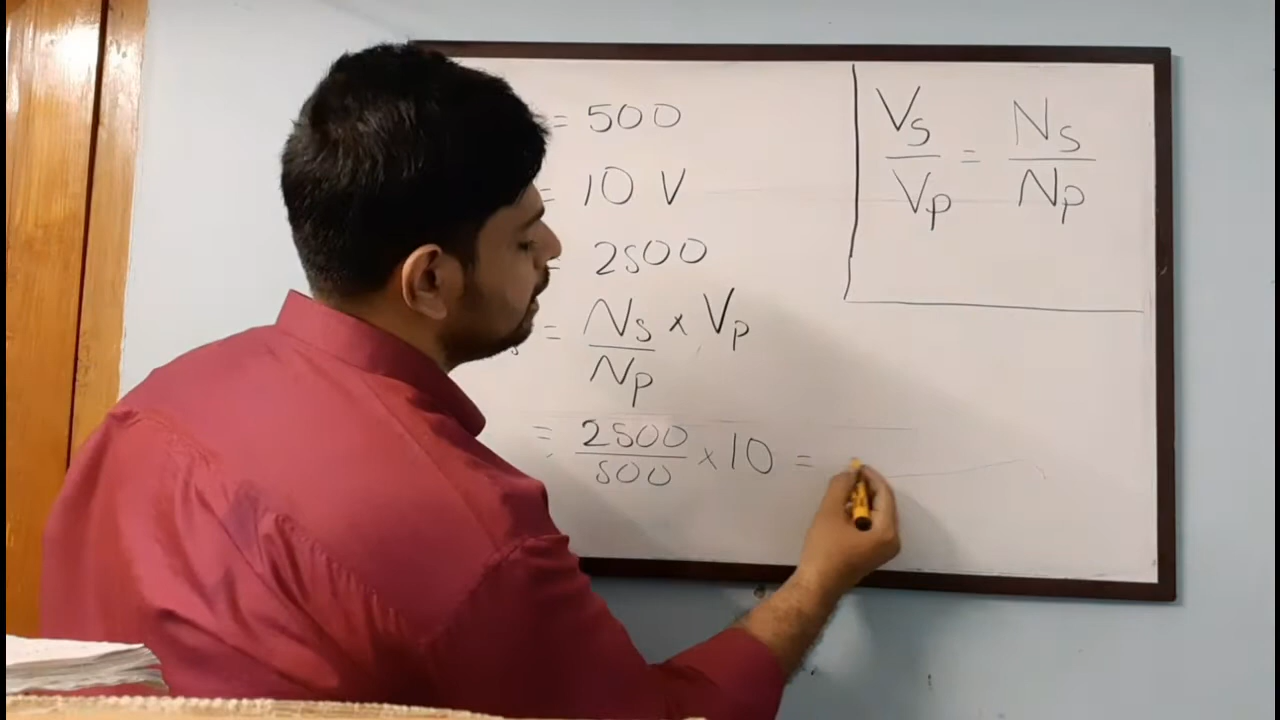 = 500
= 10 V
= 2500
s = Ns/Np × Vp
= 2500/500 × 10 =
Vs/Vp = Ns/Np